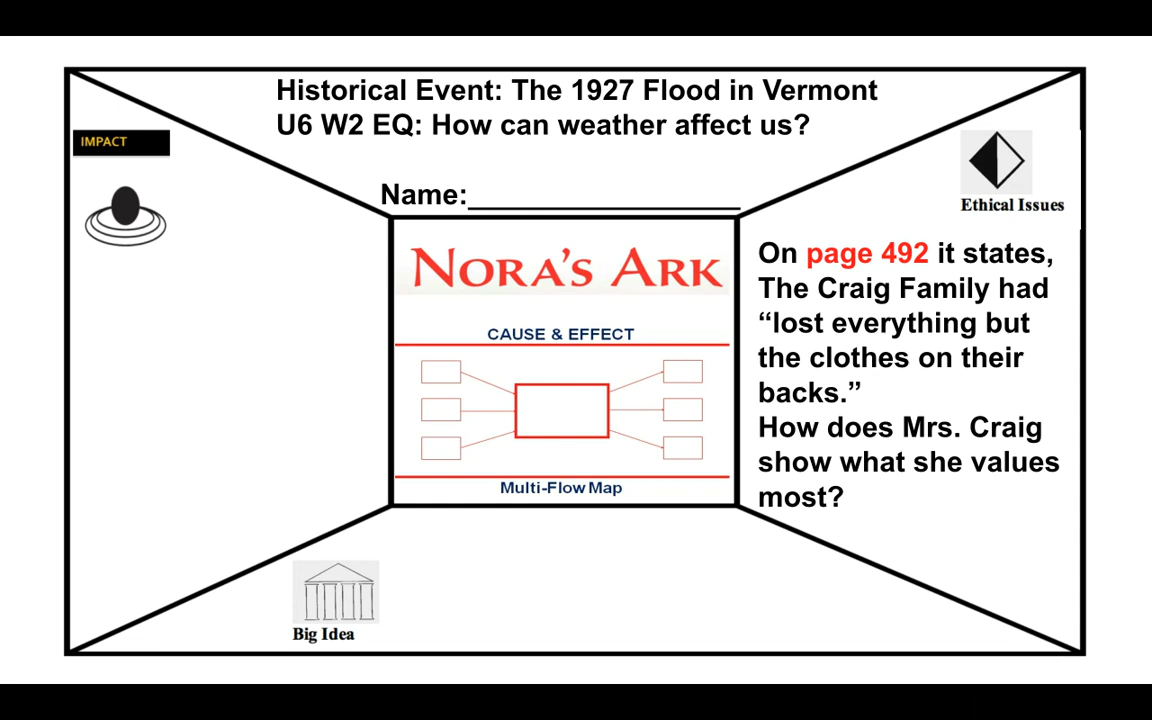 Historical Event: The 1927 Flood in Vermont
U6 W2 EQ: How can weather affect us?
IMPACT
Name:__________________
Ethical Issues
NORA'S ARK
CAUSE & EFFECT
Multi-Flow Map
On page 492 it states,
The Craig Family had
“lost everything but
the clothes on their
backs.”
How does Mrs. Craig
show what she values
most?
Big Idea